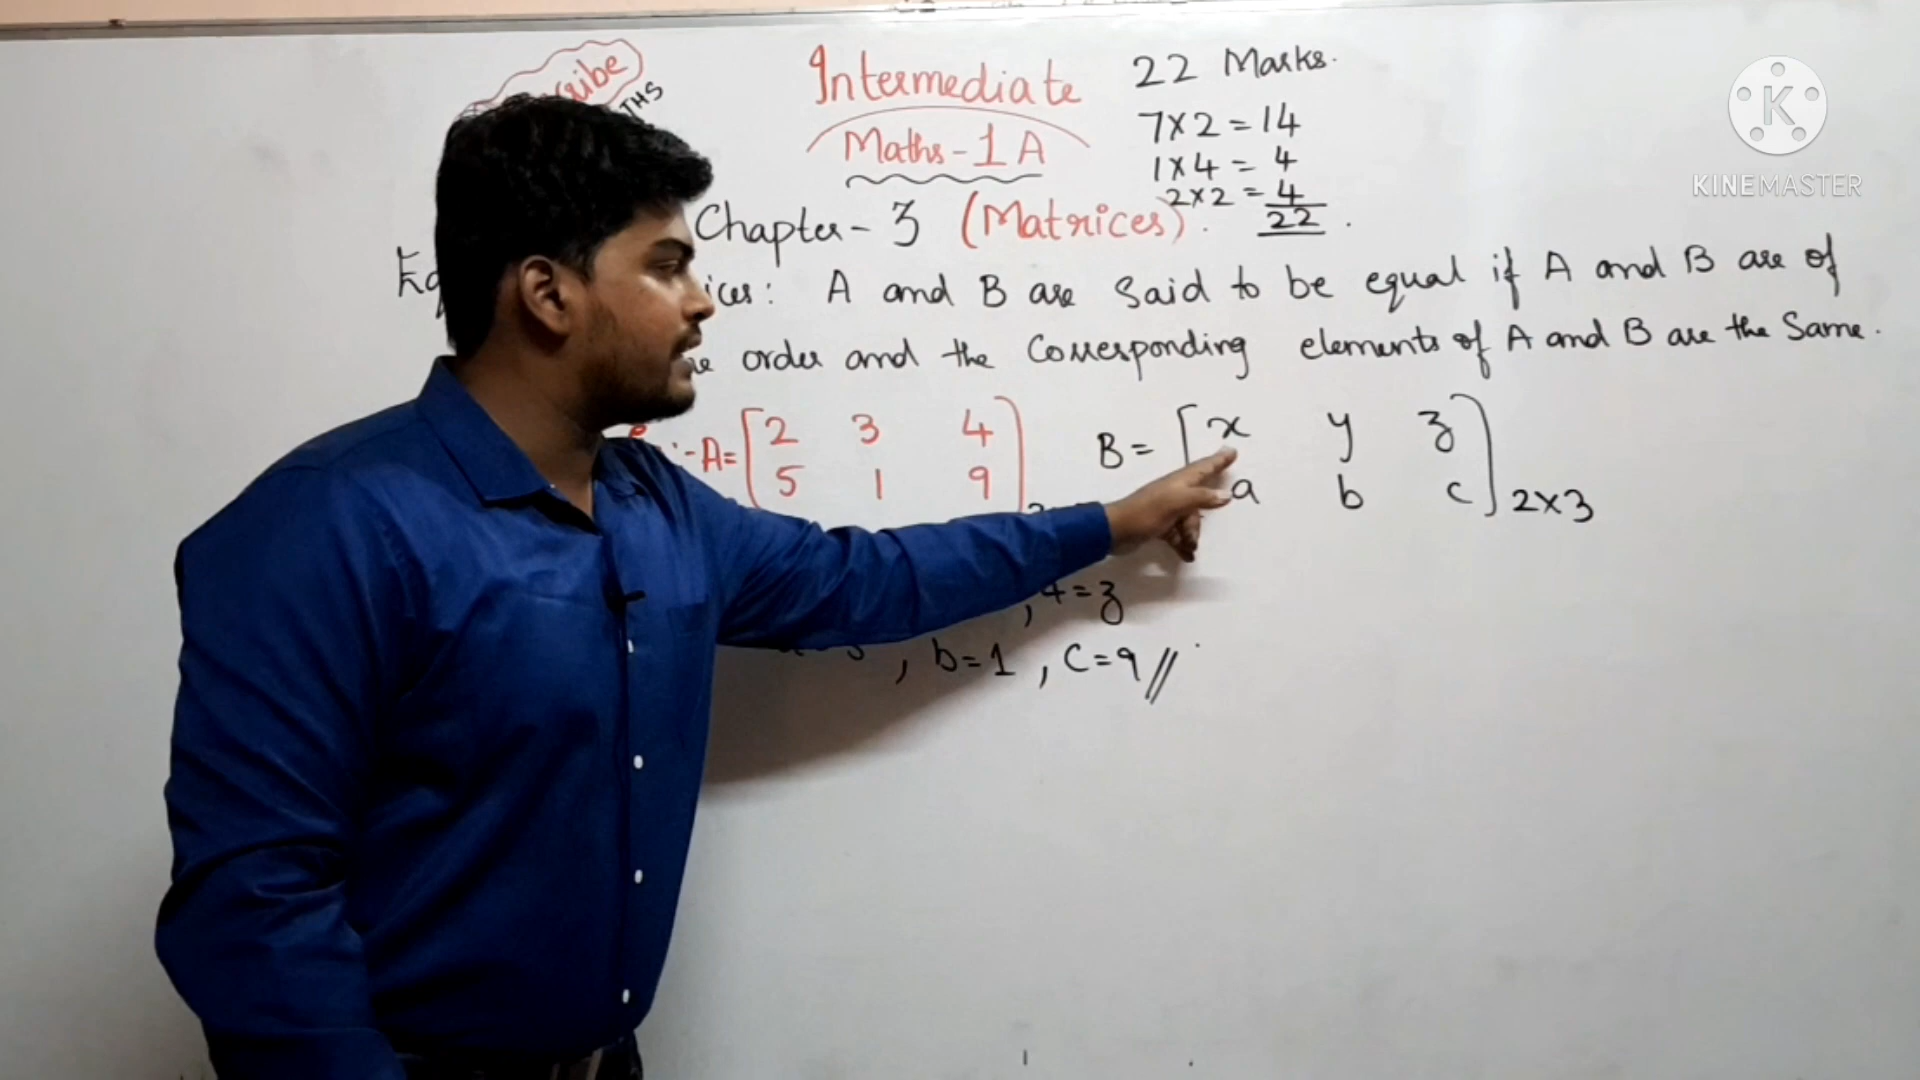 Intermediate
Maths-1A
22 Marks.
7×2=14
1×4= 4
2×2=4
22
Chapter-3 (Matrices).
A and B are said to be equal if A and B are of
order and the Corresponding elements of A and B are the Same.
A= [2 3 4
5 1 9]
B= [x y z
a b c] 2×3
, 4=z
, b=1 , c=9 //
K
KINEMASTER